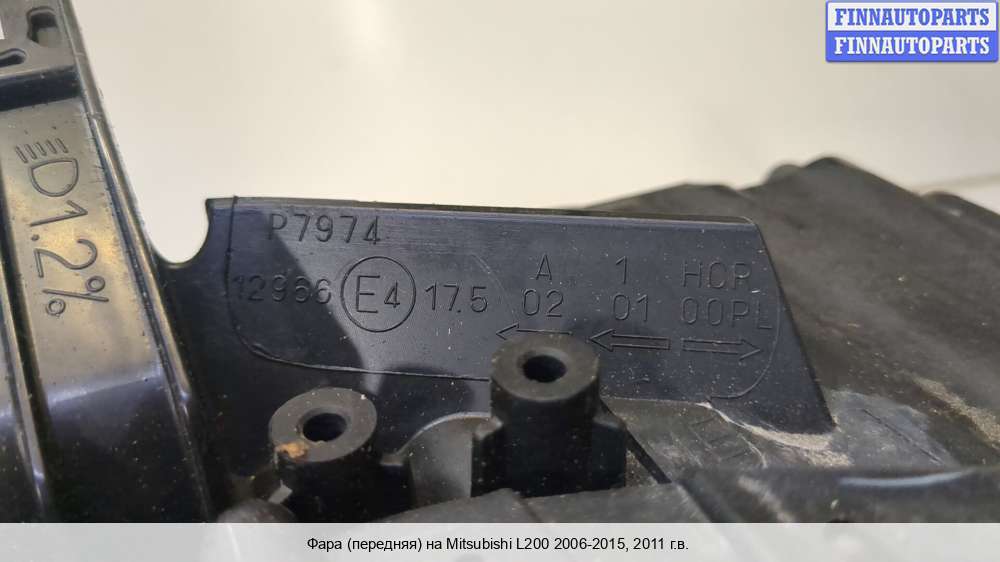 FINNAUTOPARTS
FINNAUTOPARTS
D1.2%
P7974
12966 E4 17.5 A 1 HCR
02 01 00PL
Фара (передняя) на Mitsubishi L200 2006-2015, 2011 г.в.